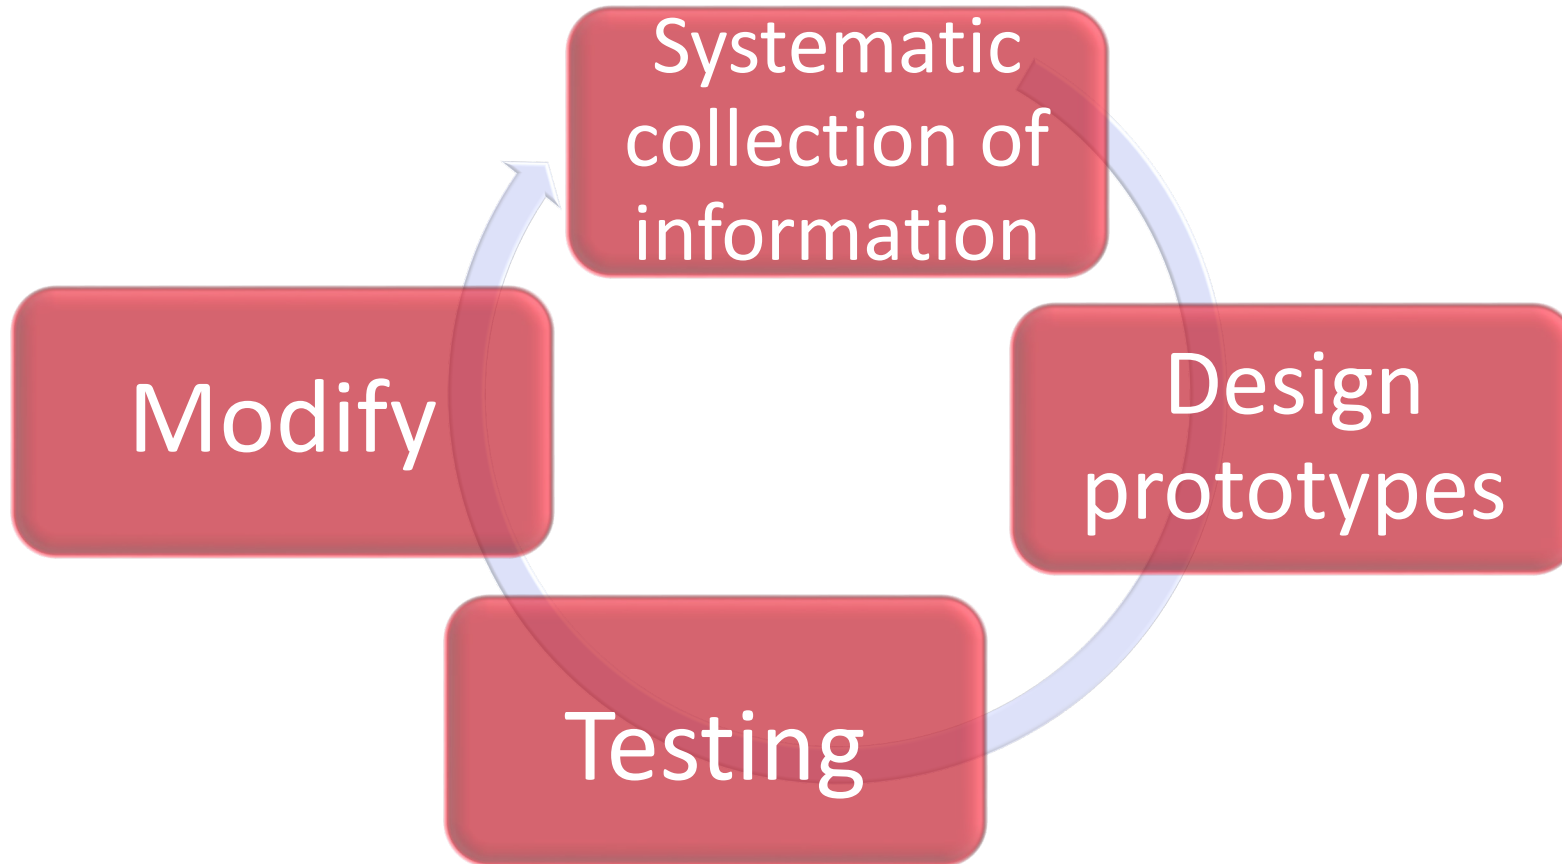 Systematic
collection of
information
Design
prototypes
Testing
Modify